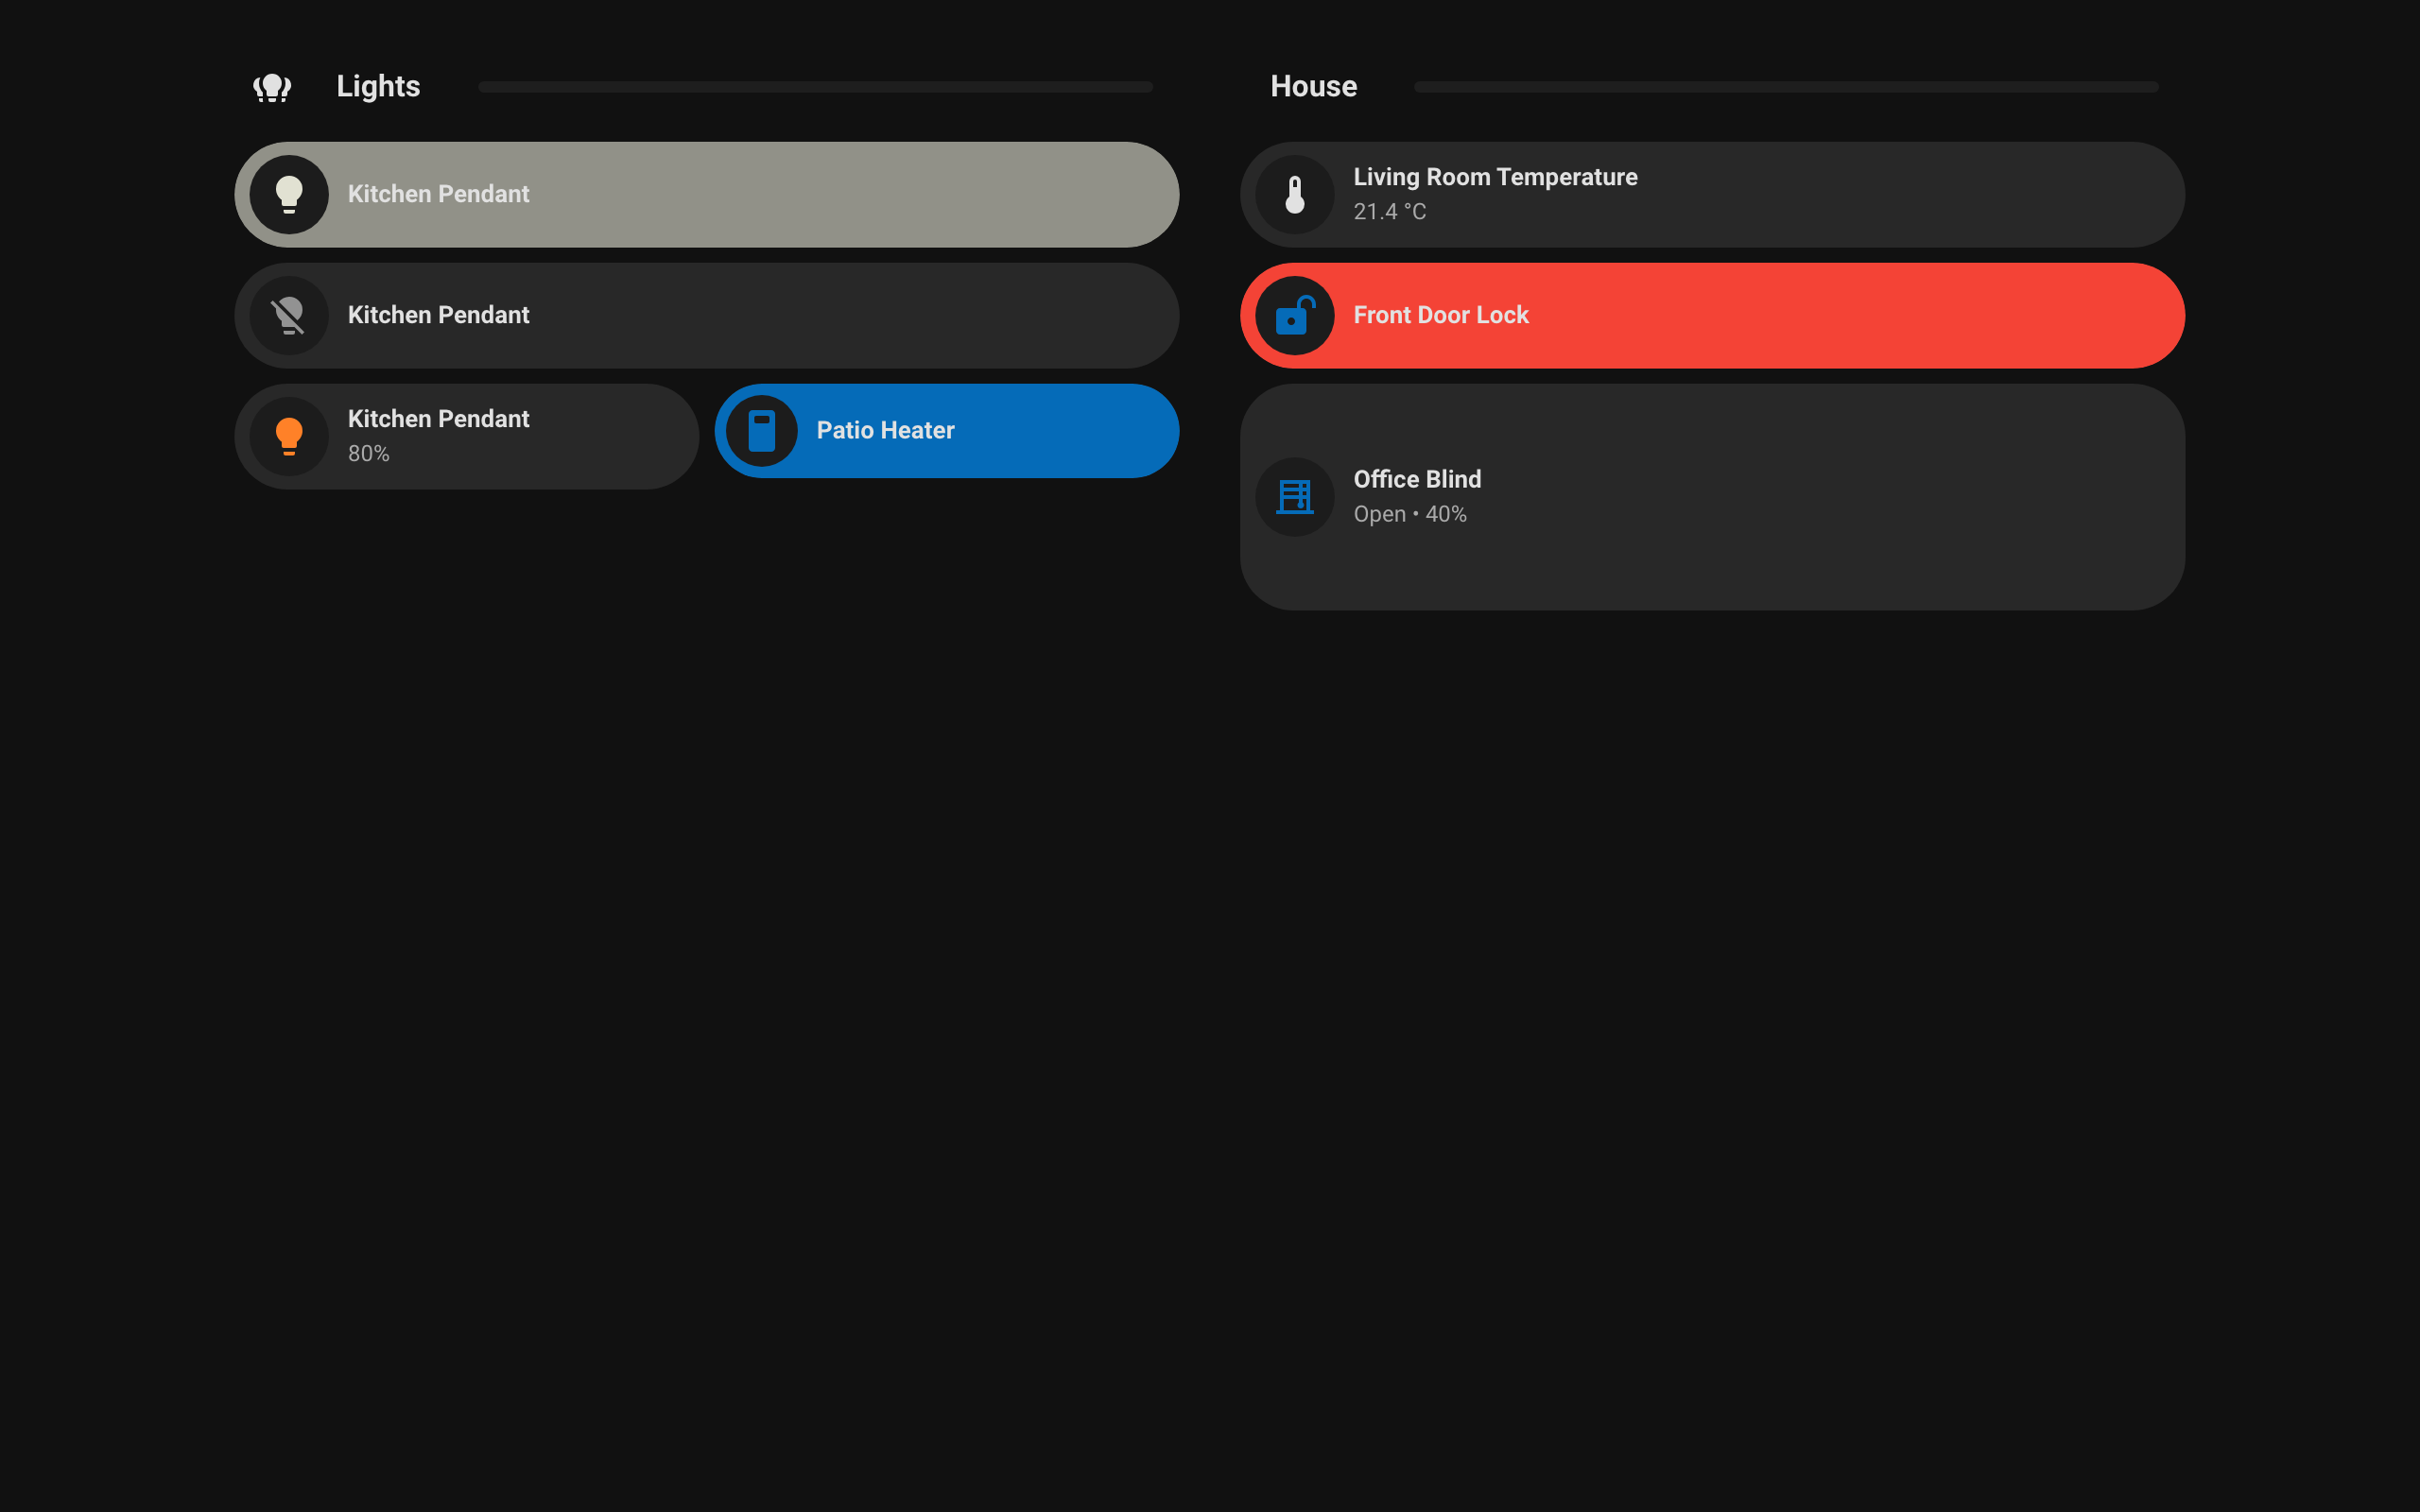 Lights
Kitchen Pendant
Kitchen Pendant
Kitchen Pendant
80%
Patio Heater
House
Living Room Temperature
21.4 °C
Front Door Lock
Office Blind
Open • 40%